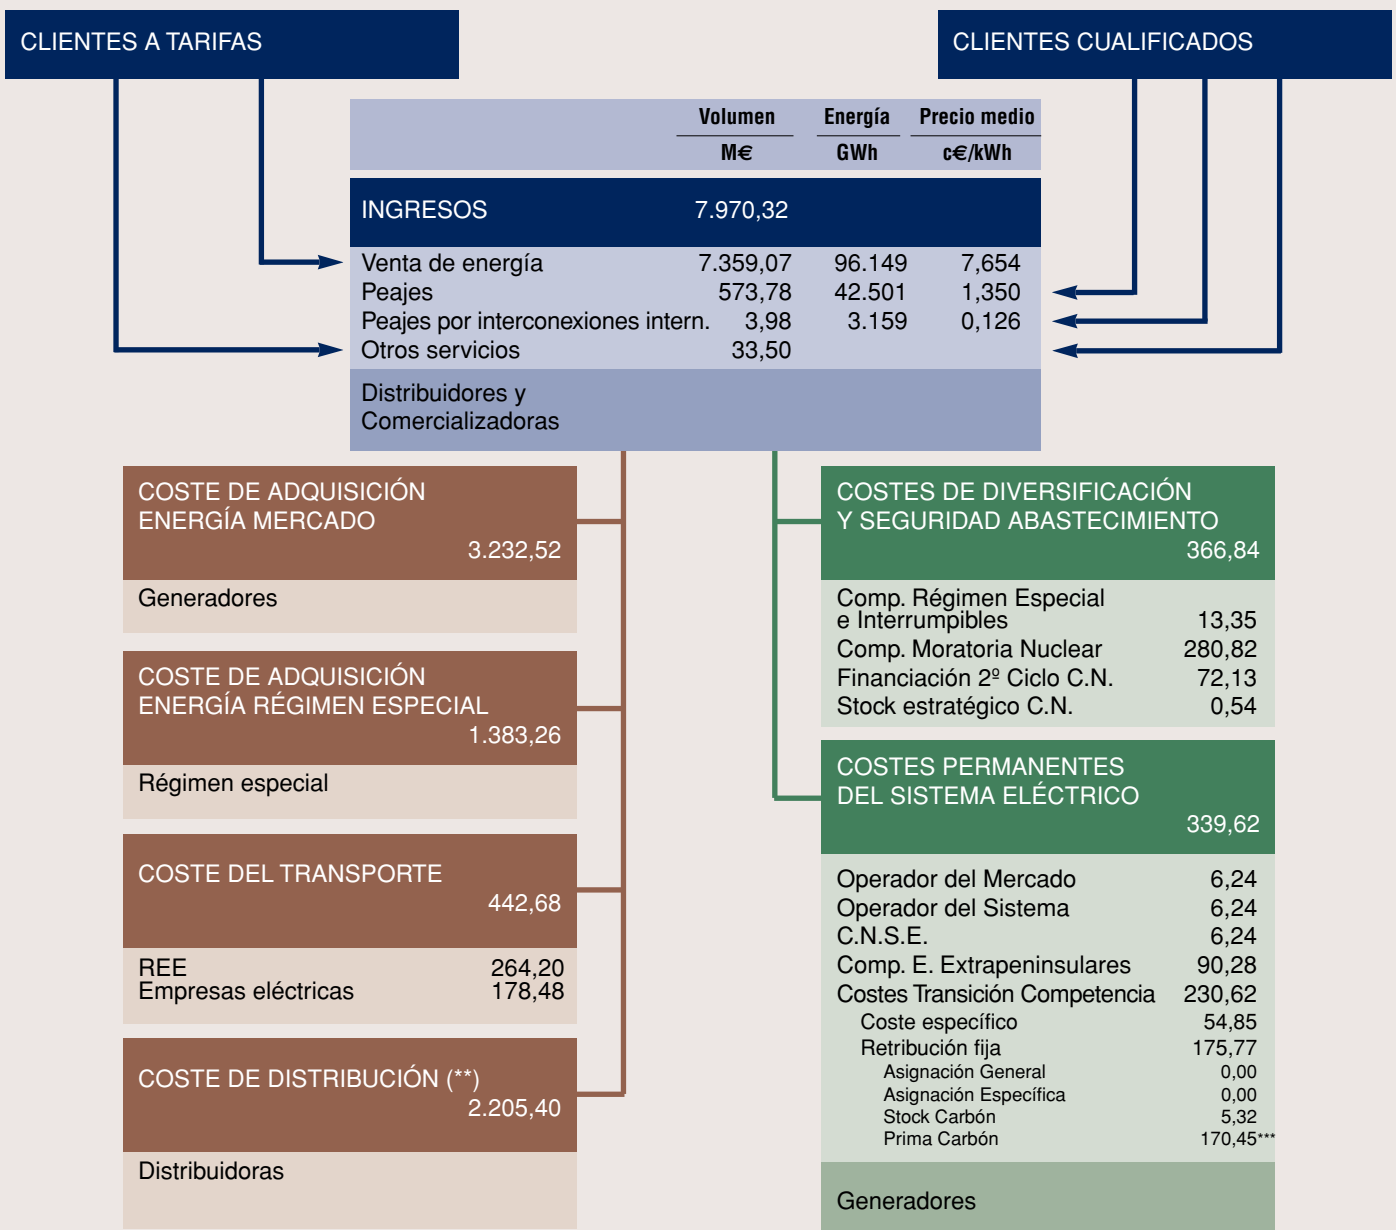 CLIENTES A TARIFAS
CLIENTES CUALIFICADOS
Volumen Energía Precio medio
M€ GWh c€/kWh
INGRESOS 7.970,32
Venta de energía 7.359,07 96.149 7,654
Peajes 573,78 42.501 1,350
Peajes por interconexiones intern. 3,98 3.159 0,126
Otros servicios 33,50
Distribuidores y
Comercializadoras
COSTE DE ADQUISICIÓN
ENERGÍA MERCADO
3.232,52
Generadores
COSTE DE ADQUISICIÓN
ENERGÍA RÉGIMEN ESPECIAL
1.383,26
Régimen especial
COSTE DEL TRANSPORTE
442,68
REE 264,20
Empresas eléctricas 178,48
COSTE DE DISTRIBUCIÓN (**)
2.205,40
Distribuidoras
COSTES DE DIVERSIFICACIÓN
Y SEGURIDAD ABASTECIMIENTO
366,84
Comp. Régimen Especial
e Interrumpibles 13,35
Comp. Moratoria Nuclear 280,82
Financiación 2º Ciclo C.N. 72,13
Stock estratégico C.N. 0,54
COSTES PERMANENTES
DEL SISTEMA ELÉCTRICO
339,62
Operador del Mercado 6,24
Operador del Sistema 6,24
C.N.S.E. 6,24
Comp. E. Extrapeninsulares 90,28
Costes Transición Competencia 230,62
Coste específico 54,85
Retribución fija 175,77
Asignación General 0,00
Asignación Específica 0,00
Stock Carbón 5,32
Prima Carbón 170,45***
Generadores